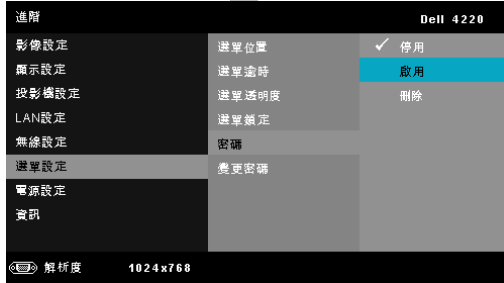 進階 Dell 4220
影像設定 選單位置 停用
顯示設定 選單逾時 啟用
投影機設定 選單透明度 刪除
LAN設定 選單鎖定
無線設定 密碼
選單設定 變更密碼
電源設定
資訊
解析度 1024x768